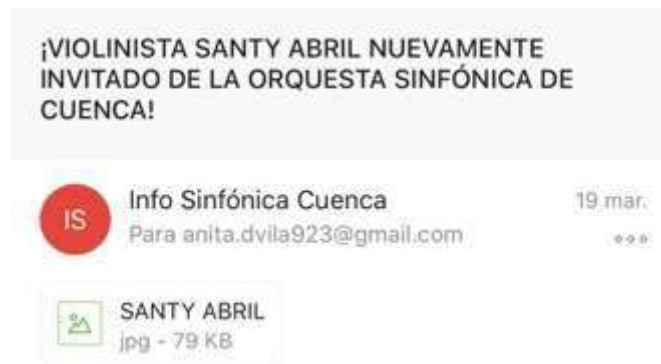 ¡VIOLINISTA SANTY ABRIL NUEVAMENTE
INVITADO DE LA ORQUESTA SINFÓNICA DE
CUENCA!
IS
Info Sinfónica Cuenca
19 mar.
Para anita.dvila923@gmail.com
SANTY ABRIL
jpg - 79 KB